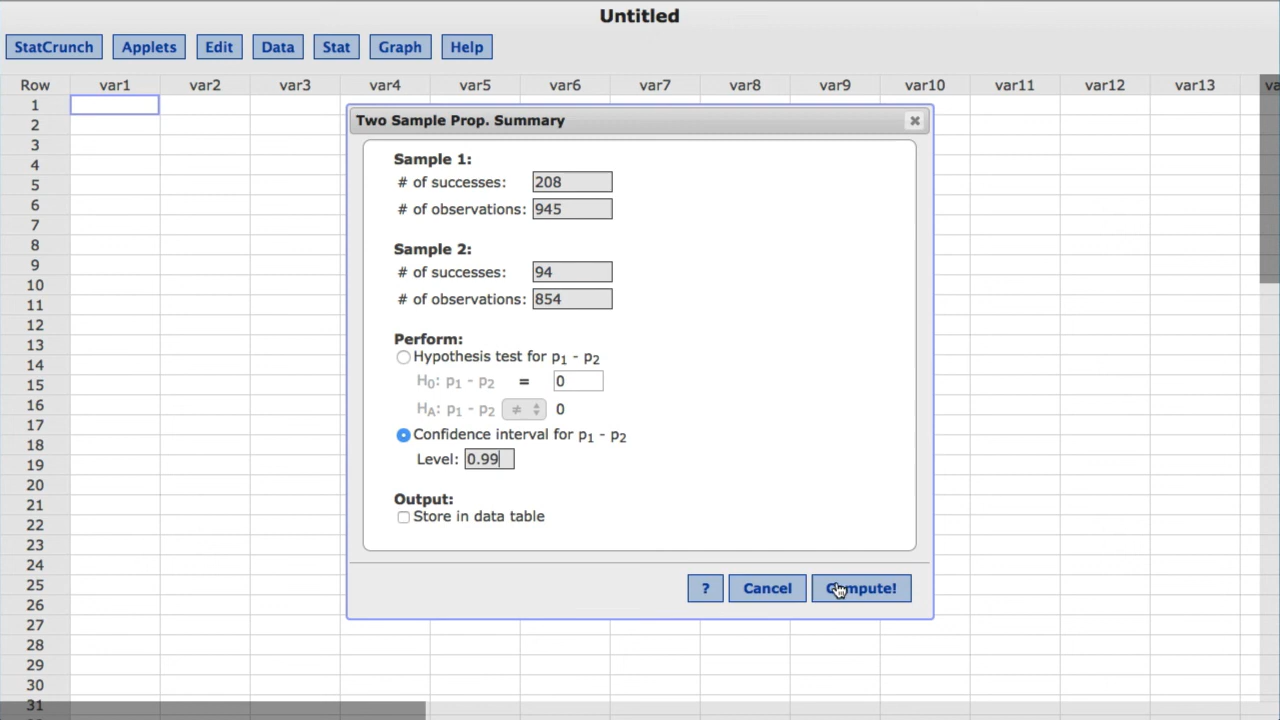 Untitled
StatCrunch Applets Edit Data Stat Graph Help
Row var1 var2 var3 var4 var5 var6 var7 var8 var9 var10 var11 var12 var13 va
1
2
3
4
5
6
7
8
9
10
11
12
13
14
15
16
17
18
19
20
21
22
23
24
25
26
27
28
29
30
31
Two Sample Prop. Summary
Sample 1:
# of successes: 208
# of observations: 945
Sample 2:
# of successes: 94
# of observations: 854
Perform:
Hypothesis test for p1 - p2
H0: p1 - p2 = 0
HA: p1 - p2 ≠ 0
Confidence interval for p1 - p2
Level: 0.99
Output:
Store in data table
? Cancel Compute!